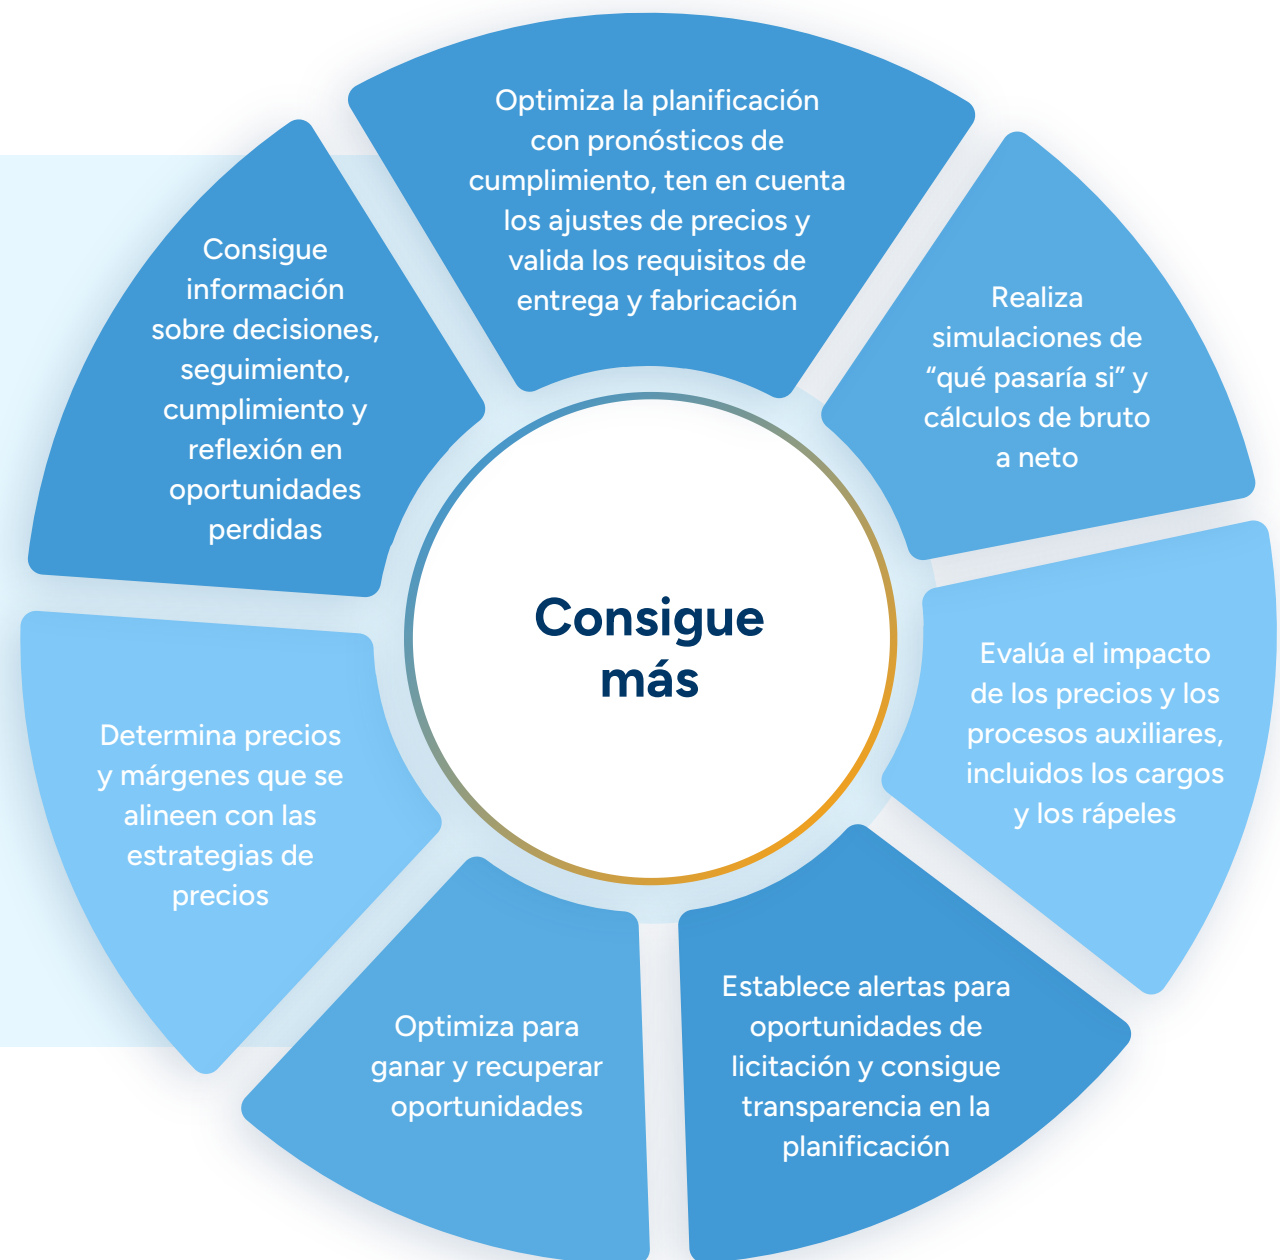 Optimiza la planificación
con pronósticos de
cumplimiento, ten en cuenta
los ajustes de precios y
valida los requisitos de
entrega y fabricación
Realiza
simulaciones de
“qué pasaría si” y
cálculos de bruto
a neto
Evalúa el impacto
de los precios y los
procesos auxiliares,
incluidos los cargos
y los rápeles
Establece alertas para
oportunidades de
licitación y consigue
transparencia en la
planificación
Optimiza para
ganar y recuperar
oportunidades
Determina precios
y márgenes que se
alineen con las
estrategias de
precios
Consigue
información
sobre decisiones,
seguimiento,
cumplimiento y
reflexión en
oportunidades
perdidas
Consigue
más